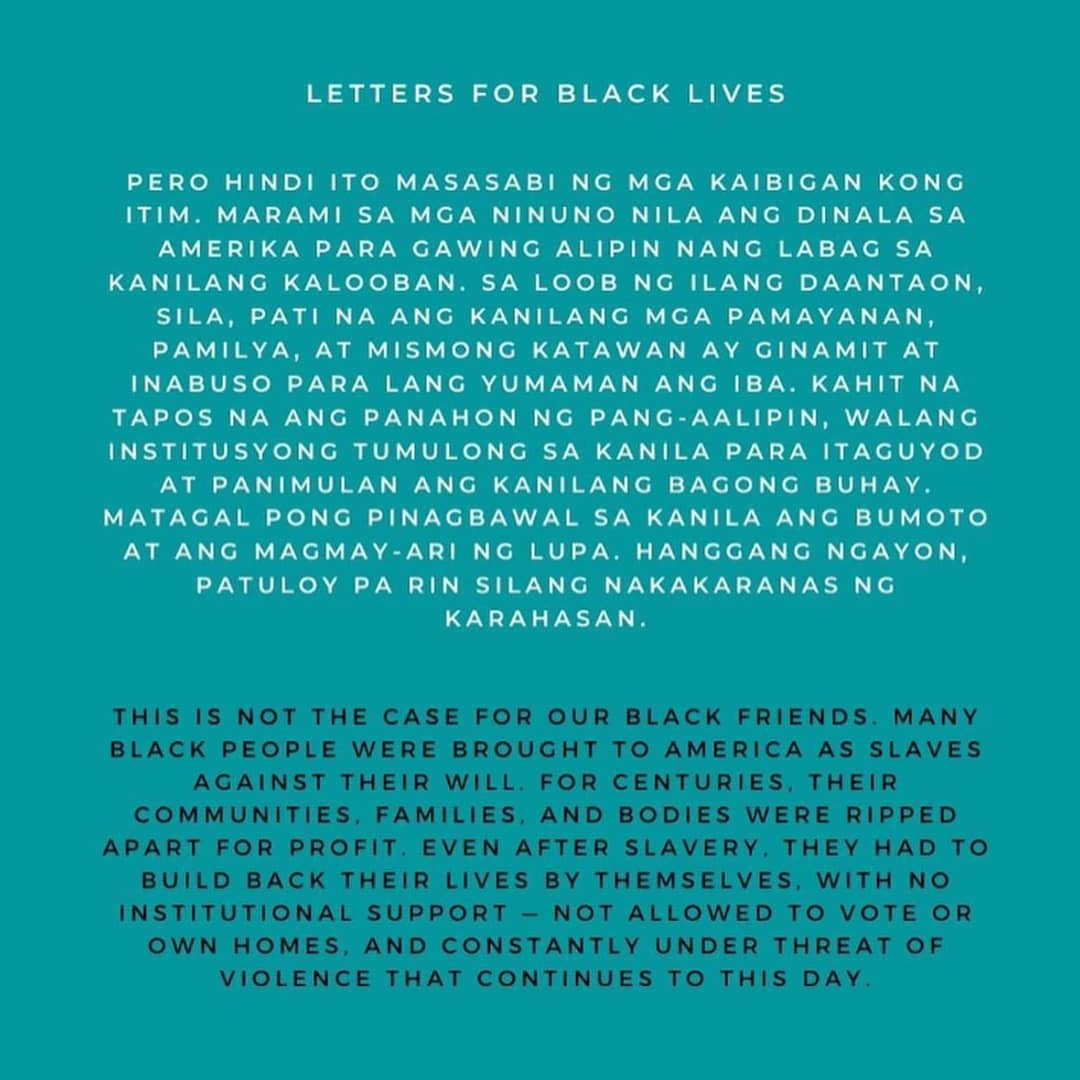 LETTERS FOR BLACK LIVES
PERO HINDI ITO MASASABI NG MGA KAIBIGAN KONG
ITIM. MARAMI SA MGA NINUNO NILA ANG DINALA SA
AMERIKA PARA GAWING ALIPIN NANG LABAG SA
KANILANG KALOOBAN. SA LOOB NG ILANG DAANTAON,
SILA, PATI NA ANG KANILANG MGA PAMAYANAN,
PAMILYA, AT MISMONG KATAWAN AY GINAMIT AT
INABUSO PARA LANG YUMAMAN ANG IBA. KAHIT NA
TAPOS NA ANG PANAHON NG PANG-AALIPIN, WALANG
INSTITUSYONG TUMULONG SA KANILA PARA ITAGUYOD
AT PANIMULAN ANG KANILANG BAGONG BUHAY.
MATAGAL PONG PINAGBAWAL SA KANILA ANG BUMOTO
AT ANG MAGMAY-ARI NG LUPA. HANGGANG NGAYON,
PATULOY PA RIN SILANG NAKAKARANAS NG
KARAHASAN.
THIS IS NOT THE CASE FOR OUR BLACK FRIENDS. MANY
BLACK PEOPLE WERE BROUGHT TO AMERICA AS SLAVES
AGAINST THEIR WILL. FOR CENTURIES, THEIR
COMMUNITIES, FAMILIES, AND BODIES WERE RIPPED
APART FOR PROFIT. EVEN AFTER SLAVERY, THEY HAD TO
BUILD BACK THEIR LIVES BY THEMSELVES, WITH NO
INSTITUTIONAL SUPPORT — NOT ALLOWED TO VOTE OR
OWN HOMES, AND CONSTANTLY UNDER THREAT OF
VIOLENCE THAT CONTINUES TO THIS DAY.